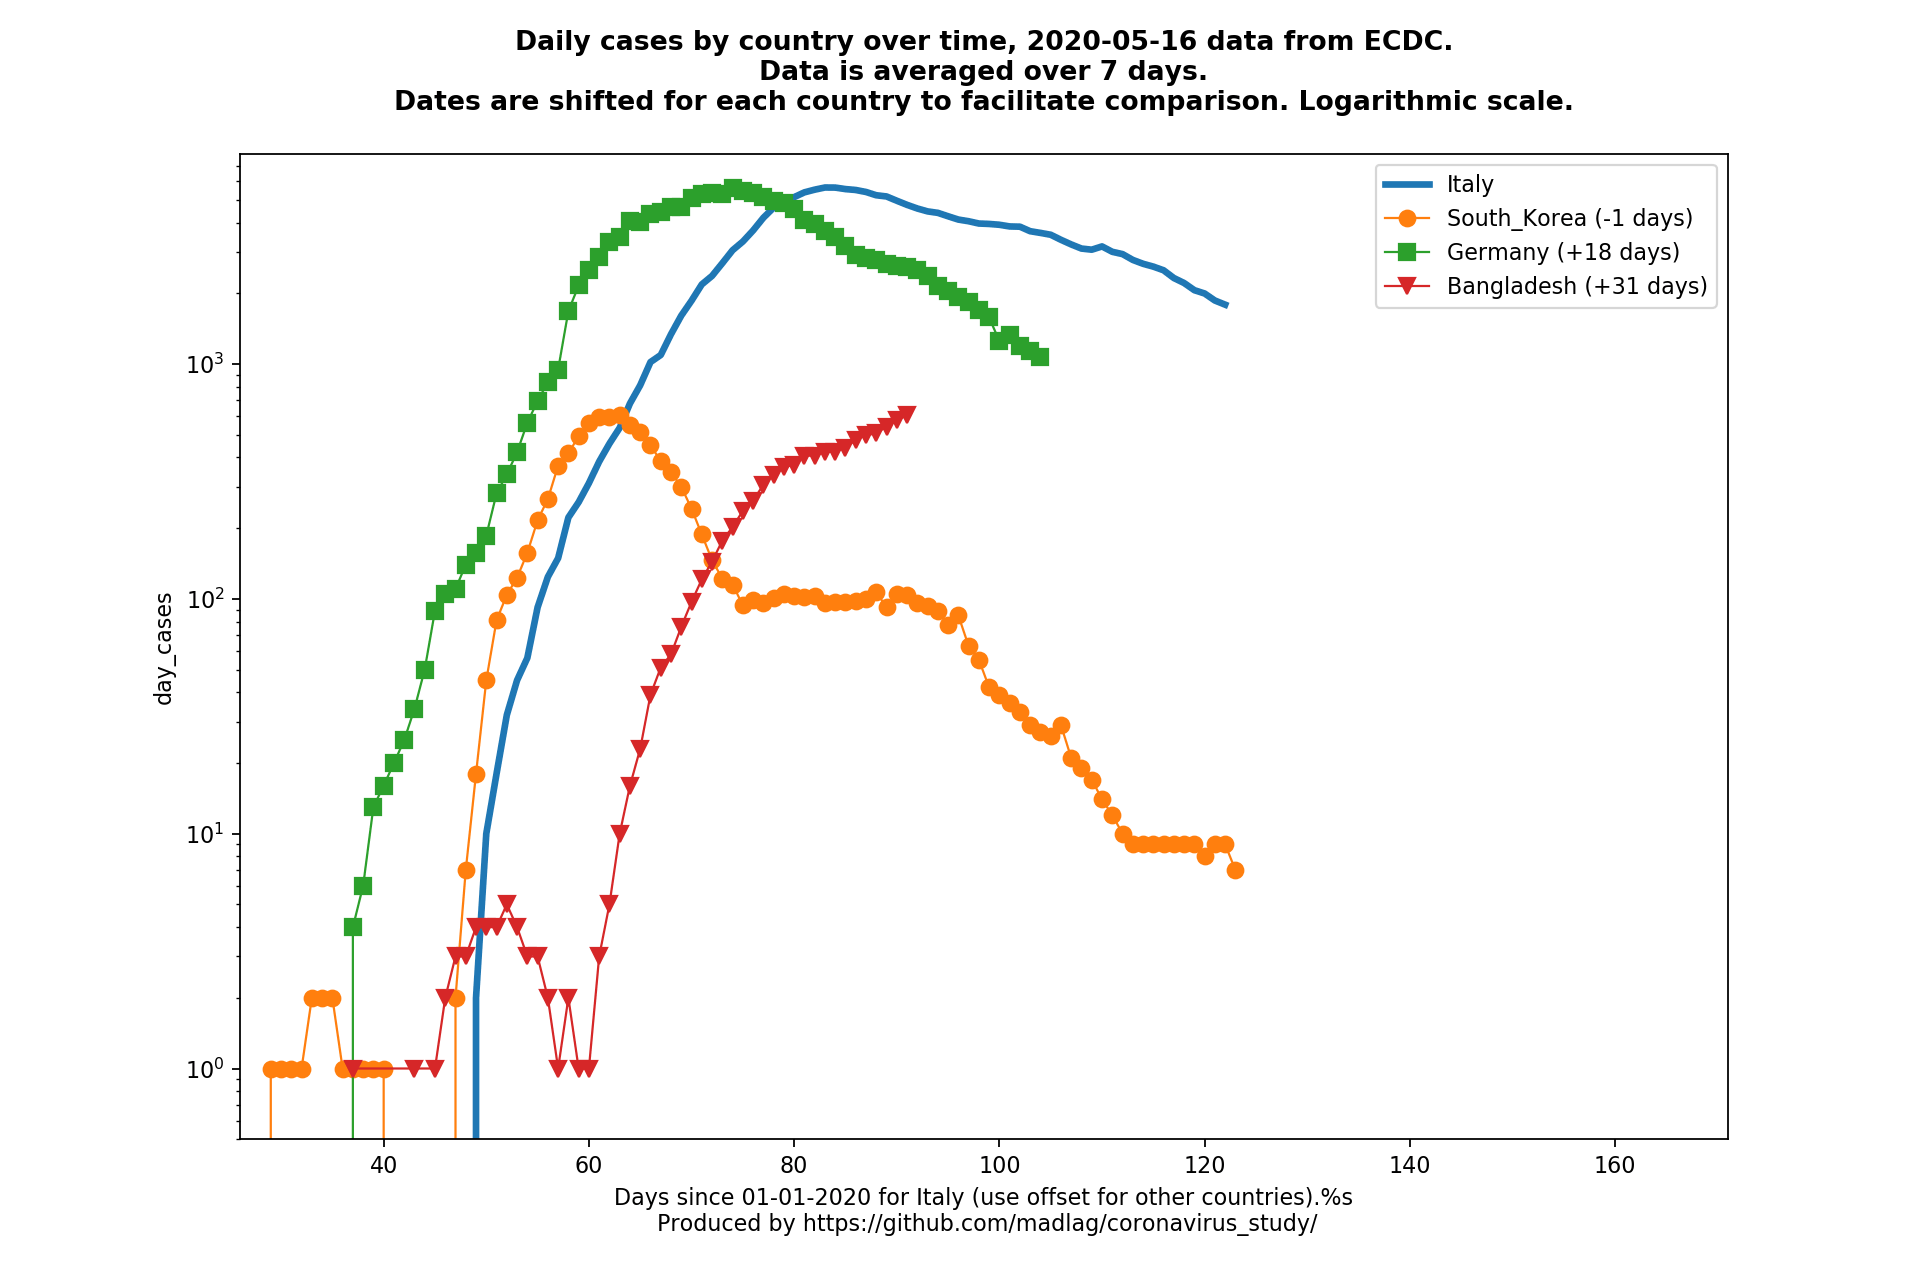 Daily cases by country over time, 2020-05-16 data from ECDC.
Data is averaged over 7 days.
Dates are shifted for each country to facilitate comparison. Logarithmic scale.
Italy
South_Korea (-1 days)
Germany (+18 days)
Bangladesh (+31 days)
day_cases
10³
10²
10¹
10⁰
40 60 80 100 120 140 160
Days since 01-01-2020 for Italy (use offset for other countries).%s
Produced by https://github.com/madlag/coronavirus_study/